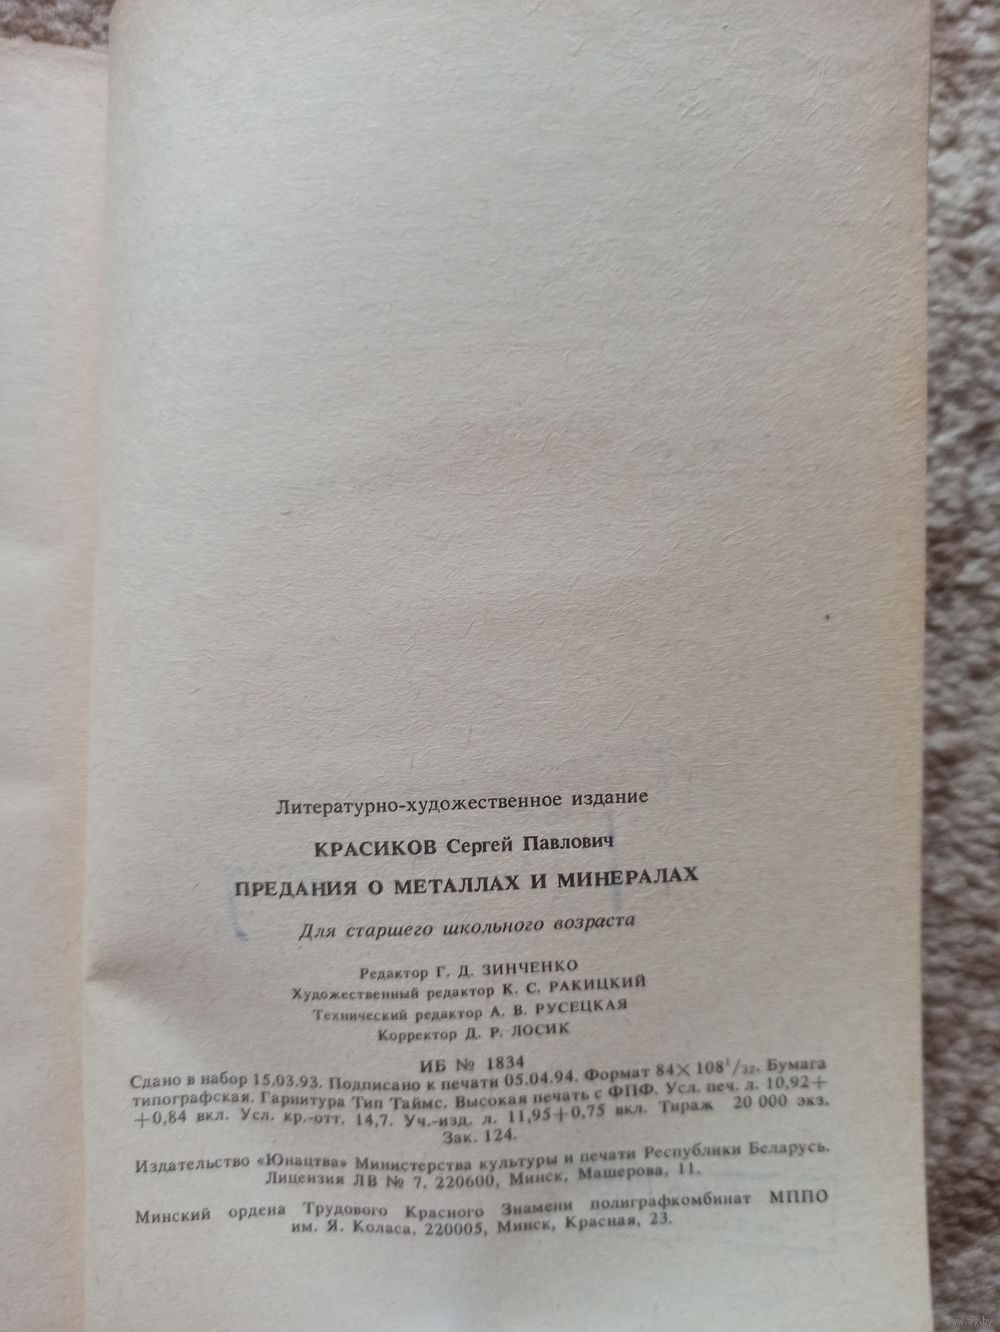 Литературно-художественное издание
КРАСИКОВ Сергей Павлович
ПРЕДАНИЯ О МЕТАЛЛАХ И МИНЕРАЛАХ
Для старшего школьного возраста
Редактор Г. Д. ЗИНЧЕНКО
Художественный редактор К. С. РАКИЦКИЙ
Технический редактор А. В. РУСЕЦКАЯ
Корректор Д. Р. ЛОСИК
ИБ № 1834
Сдано в набор 15.03.93. Подписано к печати 05.04.94. Формат 84×108¹/₃₂. Бумага
типографская. Гарнитура Тип Таймс. Высокая печать с ФПФ. Усл. печ. л. 10,92+
+0,84 вкл. Усл. кр.-отт. 14,7. Уч.-изд. л. 11,95+0,75 вкл. Тираж 20 000 экз.
Зак. 124.
Издательство «Юнацтва» Министерства культуры и печати Республики Беларусь.
Лицензия ЛВ № 7. 220600, Минск, Машерова, 11.
Минский ордена Трудового Красного Знамени полиграфкомбинат МППО
им. Я. Коласа. 220005, Минск, Красная, 23.
www.ay.by